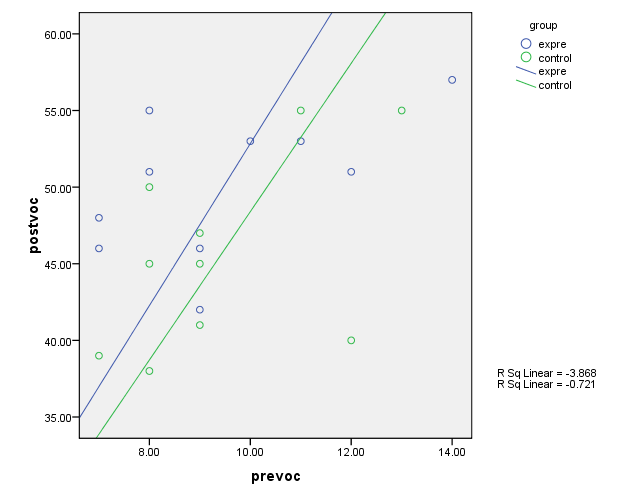 group
expre
control
expre
control
60.00
55.00
50.00
45.00
40.00
35.00
postvoc
8.00 10.00 12.00 14.00
prevoc
R Sq Linear = -3.868
R Sq Linear = -0.721